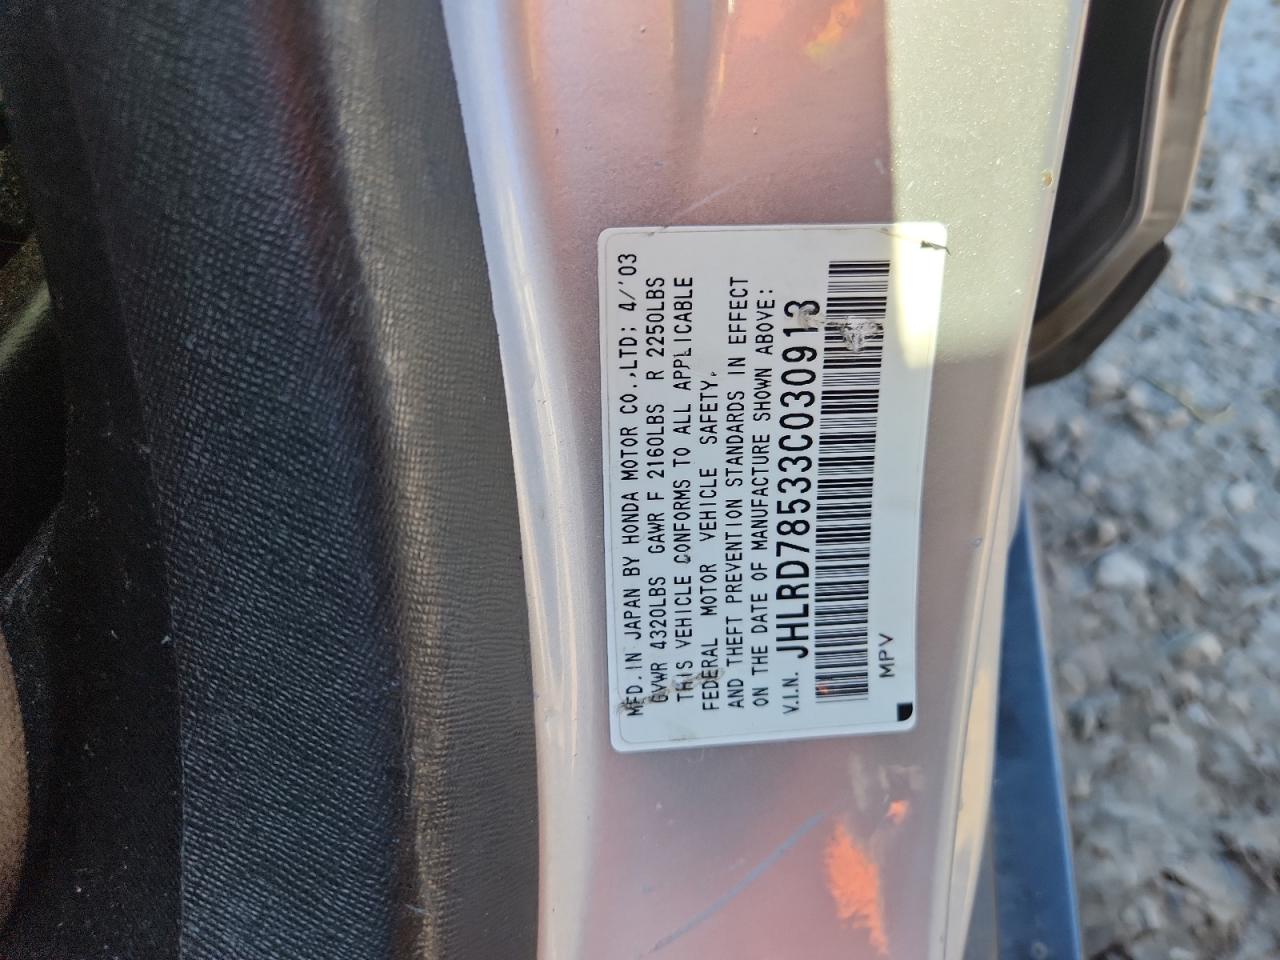 MFD. IN JAPAN BY HONDA MOTOR CO.,LTD: 4/'03
GVWR 4320LBS GAWR F 2160LBS R 2250LBS
THIS VEHICLE CONFORMS TO ALL APPLICABLE
FEDERAL MOTOR VEHICLE SAFETY,
AND THEFT PREVENTION STANDARDS IN EFFECT
ON THE DATE OF MANUFACTURE SHOWN ABOVE:
V.I.N. JHLRD78533C030913
MPV